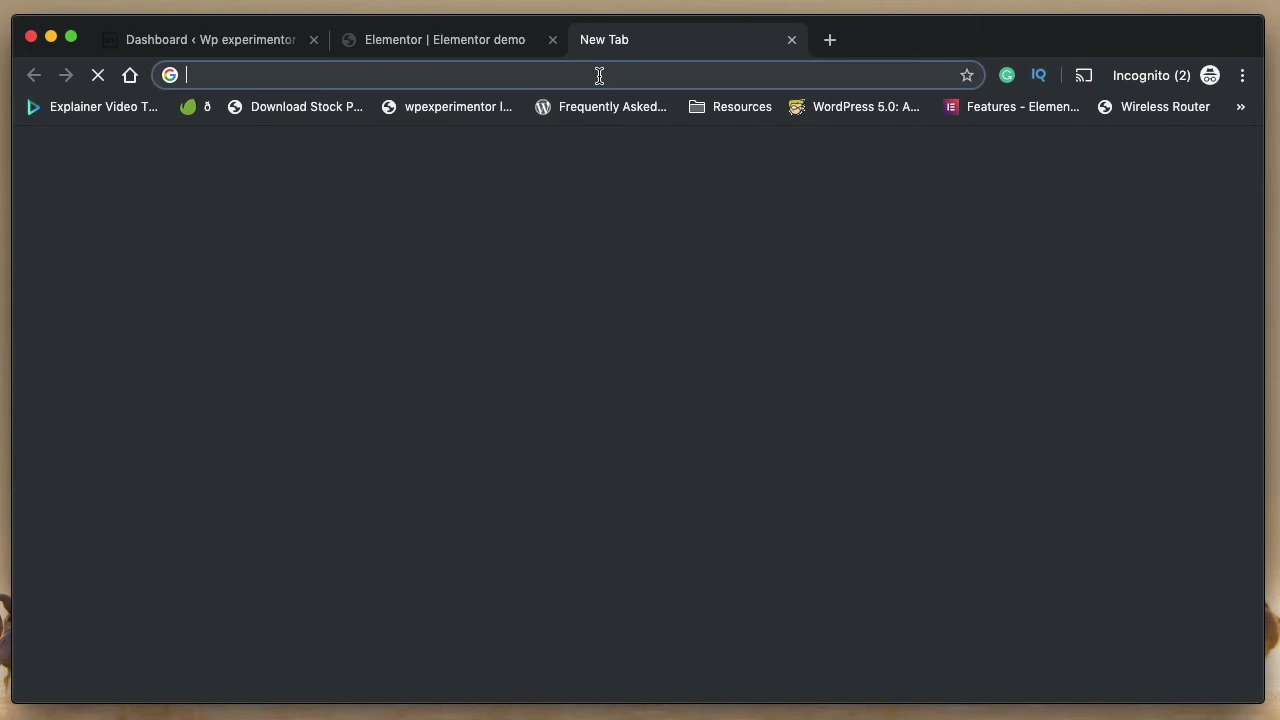 Dashboard ‹ Wp experimentor
Elementor | Elementor demo
New Tab
Incognito (2)
Explainer Video T...
ŏ
Download Stock P...
wpexperimentor I...
Frequently Asked...
Resources
WordPress 5.0: A...
Features - Elemen...
Wireless Router
»